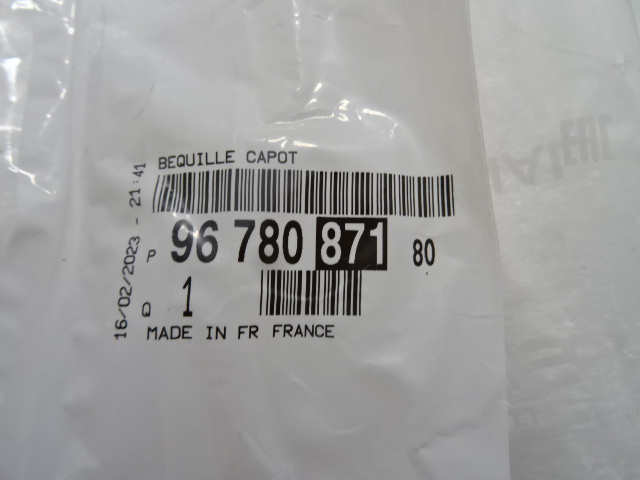 BEQUILLE CAPOT
P 96 780 871 80
Q 1
MADE IN FR FRANCE
16/02/2023 - 21:41